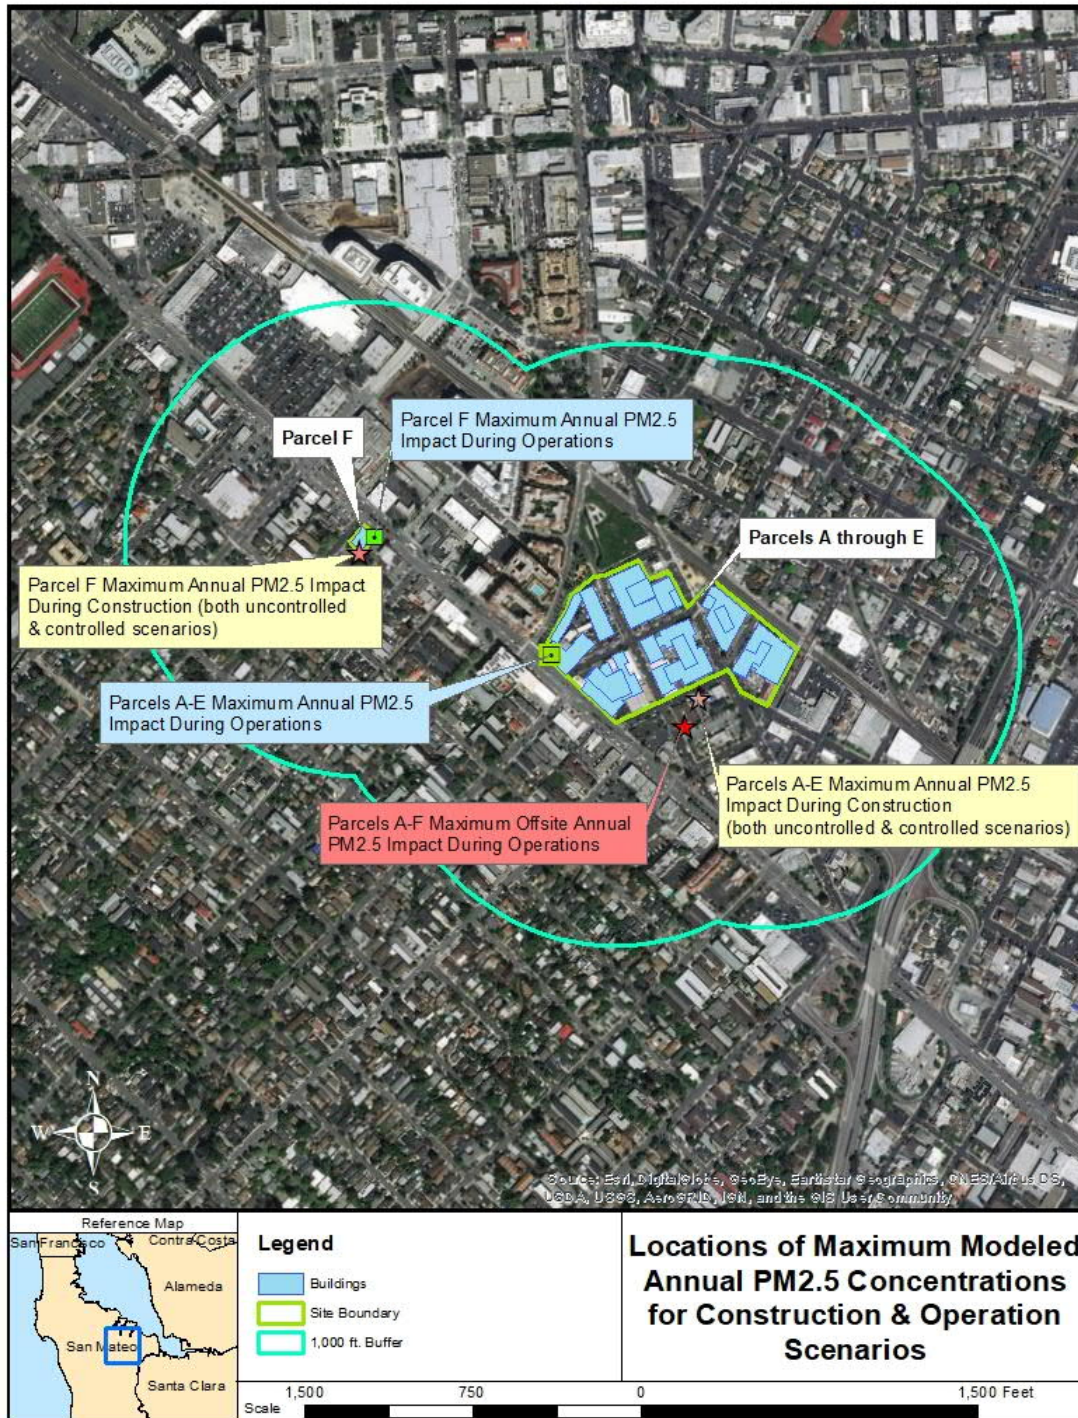 Parcel F Maximum Annual PM2.5
Impact During Operations
Parcel F
Parcels A through E
Parcel F Maximum Annual PM2.5 Impact
During Construction (both uncontrolled
& controlled scenarios)
Parcels A-E Maximum Annual PM2.5
Impact During Operations
Parcels A-E Maximum Annual PM2.5
Impact During Construction
(both uncontrolled & controlled scenarios)
Parcels A-F Maximum Offsite Annual
PM2.5 Impact During Operations
N
W E
S
Source: Esri, DigitalGlobe, GeoEye, Earthstar Geographics, CNES/Airbus DS,
USDA, USGS, AeroGRID, IGN, and the GIS User Community
Reference Map
San Francisco
Contra Costa
Alameda
San Mateo
Santa Clara
Legend
Buildings
Site Boundary
1,000 ft. Buffer
Locations of Maximum Modeled
Annual PM2.5 Concentrations
for Construction & Operation
Scenarios
1,500 750 0 1,500 Feet
Scale